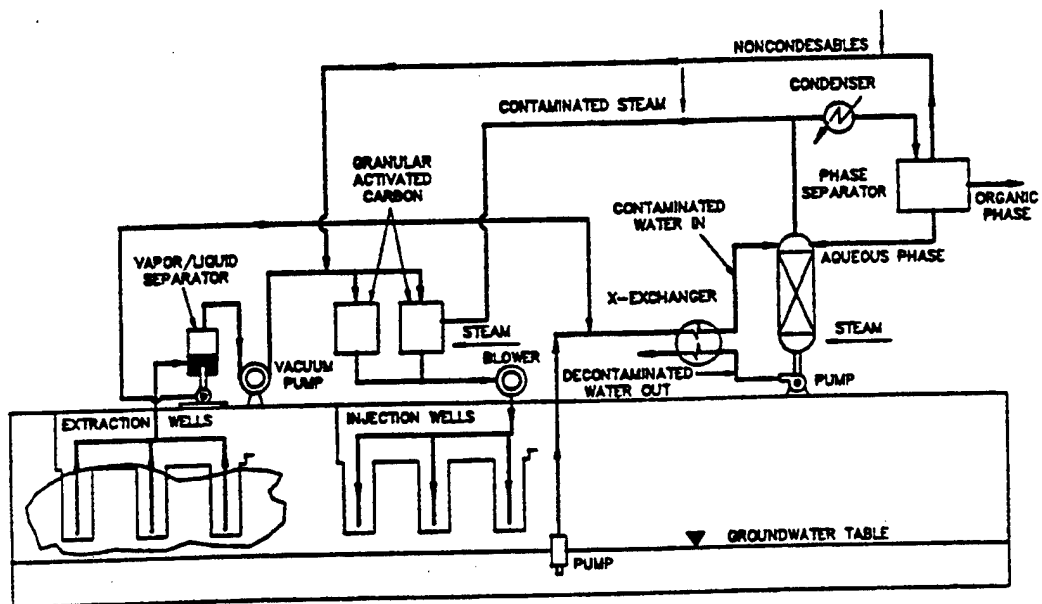 NONCONDESABLES
CONDENSER
CONTAMINATED STEAM
GRANULAR
ACTIVATED
CARBON
PHASE
SEPARATOR
ORGANIC
PHASE
CONTAMINATED
WATER IN
AQUEOUS PHASE
VAPOR/LIQUID
SEPARATOR
X-EXCHANGER
STEAM
STEAM
BLOWER
VACUUM
PUMP
DECONTAMINATED
WATER OUT
PUMP
EXTRACTION WELLS
INJECTION WELLS
GROUNDWATER TABLE
PUMP